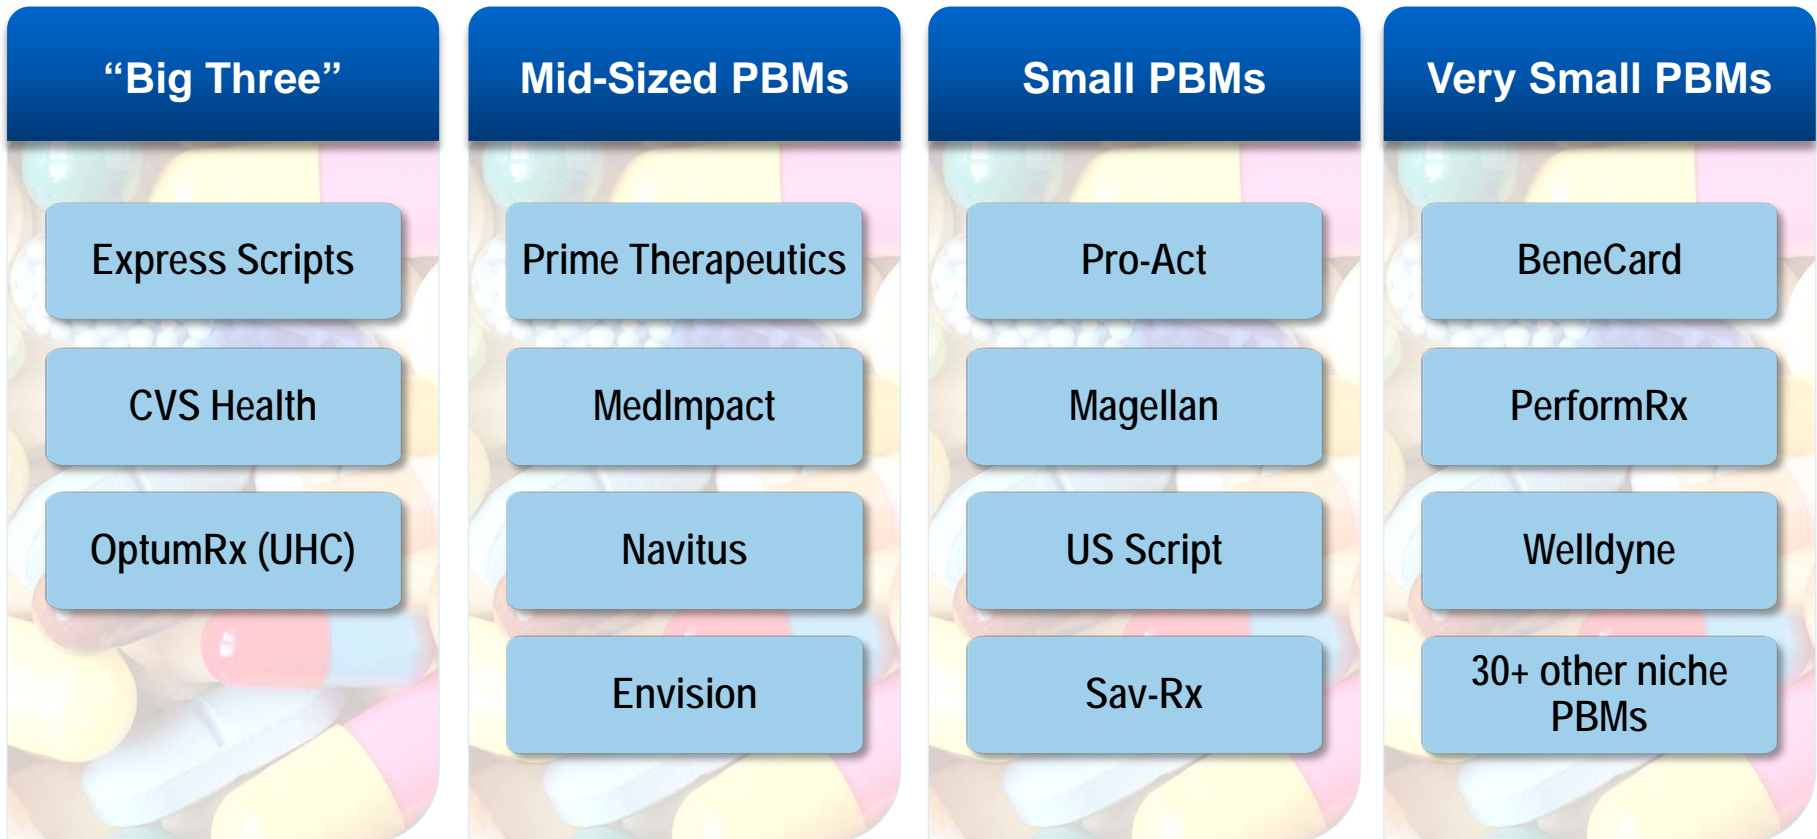 “Big Three”
Express Scripts
CVS Health
OptumRx (UHC)
Mid-Sized PBMs
Prime Therapeutics
MedImpact
Navitus
Envision
Small PBMs
Pro-Act
Magellan
US Script
Sav-Rx
Very Small PBMs
BeneCard
PerformRx
Welldyne
30+ other niche
PBMs